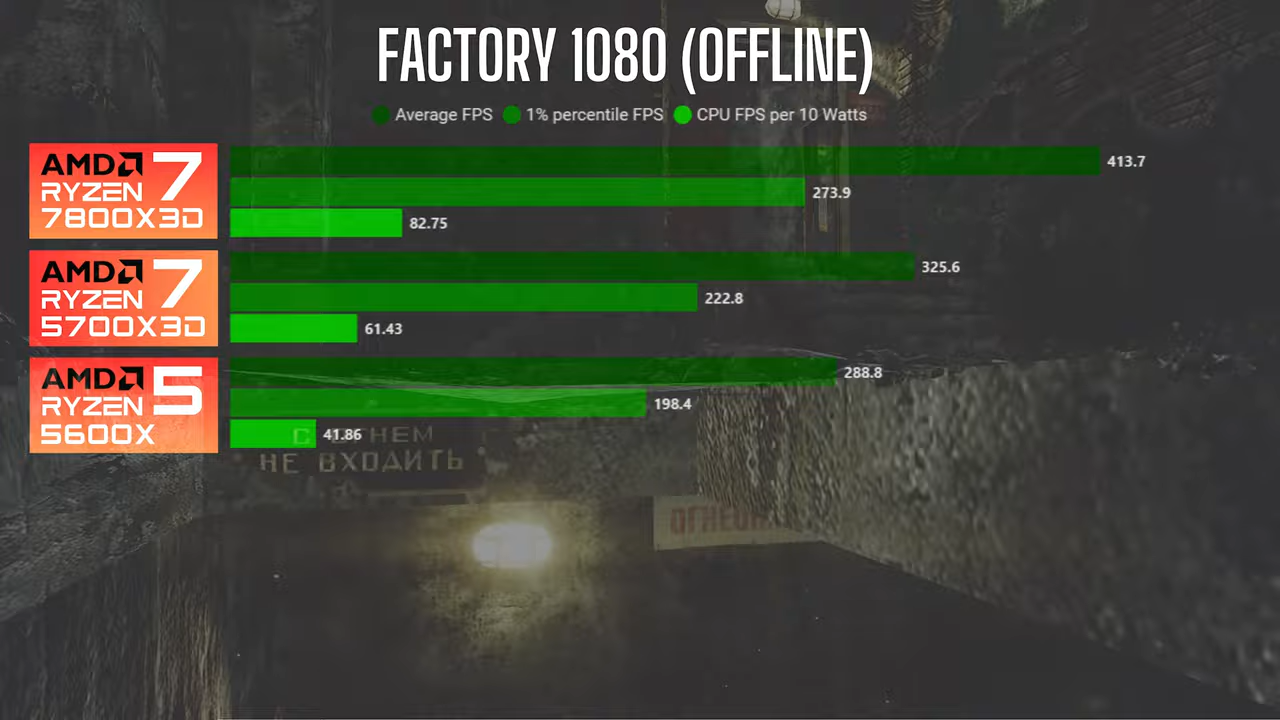 FACTORY 1080 (OFFLINE)
Average FPS 1% percentile FPS CPU FPS per 10 Watts
AMD RYZEN 7
7800X3D
413.7
273.9
82.75
AMD RYZEN 7
5700X3D
325.6
222.8
61.43
AMD RYZEN 5
5600X
288.8
198.4
41.86
С ОГНЕМ
НЕ ВХОДИТЬ